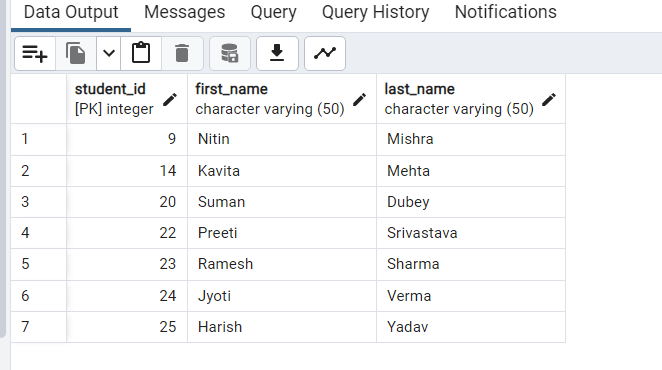 Data Output Messages Query Query History Notifications
student_id first_name last_name
[PK] integer character varying (50) character varying (50)
1 9 Nitin Mishra
2 14 Kavita Mehta
3 20 Suman Dubey
4 22 Preeti Srivastava
5 23 Ramesh Sharma
6 24 Jyoti Verma
7 25 Harish Yadav